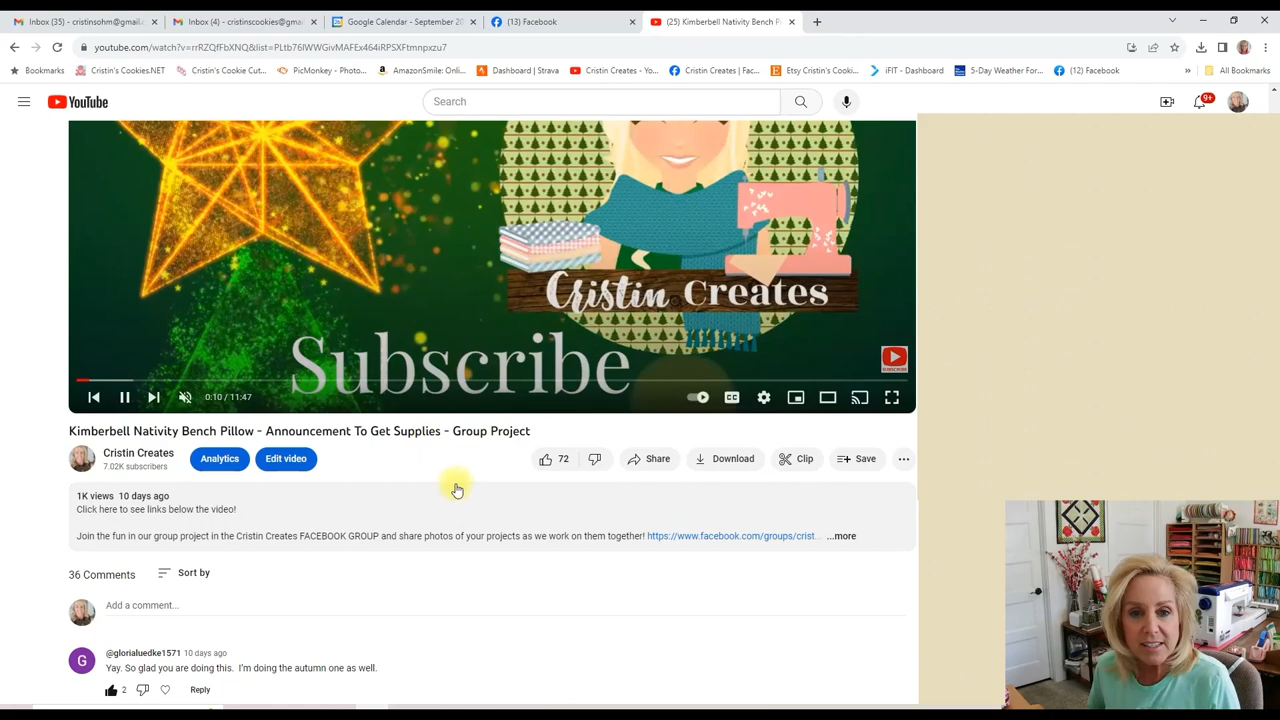 Inbox (35) - cristinsohm@gmail.c
Inbox (4) - cristinscookies@gmai
Google Calendar - September 20
(13) Facebook
(25) Kimberbell Nativity Bench P
youtube.com/watch?v=rrRZQfFbXNQ&list=PLtb76IWWGivMAFEx464iRPSXFtmnpxzu7
Bookmarks
Cristin's Cookies.NET
Cristin's Cookie Cut...
PicMonkey - Photo...
AmazonSmile: Onli...
Dashboard | Strava
Cristin Creates - Yo...
Cristin Creates | Fac...
Etsy Cristin's Cooki...
iFIT - Dashboard
5-Day Weather For...
(12) Facebook
»
All Bookmarks
YouTube
Search
9+
Cristin Creates
Subscribe
SUBSCRIBE
0:10 / 11:47
CC
Kimberbell Nativity Bench Pillow - Announcement To Get Supplies - Group Project
Cristin Creates
7.02K subscribers
Analytics
Edit video
72
Share
Download
Clip
Save
1K views 10 days ago
Click here to see links below the video!
Join the fun in our group project in the Cristin Creates FACEBOOK GROUP and share photos of your projects as we work on them together! https://www.facebook.com/groups/crist... ...more
36 Comments
Sort by
Add a comment...
G
@glorialuedke1571 10 days ago
Yay. So glad you are doing this. I'm doing the autumn one as well.
2
Reply